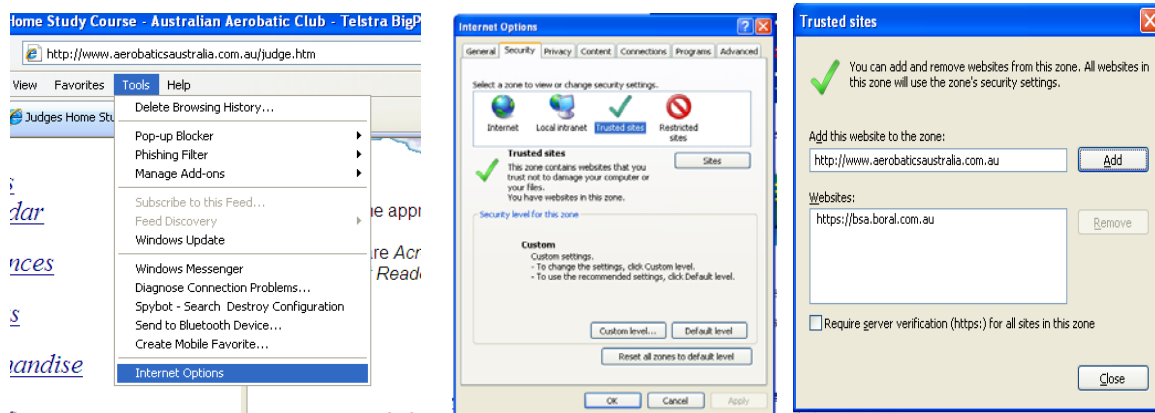 Home Study Course - Australian Aerobatic Club - Telstra BigP
http://www.aerobaticsaustralia.com.au/judge.htm
View Favorites Tools Help
Judges Home Stu
Delete Browsing History...
Pop-up Blocker
Phishing Filter
Manage Add-ons
Subscribe to this Feed...
Feed Discovery
Windows Update
Windows Messenger
Diagnose Connection Problems...
Spybot - Search Destroy Configuration
Send to Bluetooth Device...
Create Mobile Favorite...
Internet Options
s
dar
nces
s
handise
he appr
re Acr
t Reade
Internet Options
General Security Privacy Content Connections Programs Advanced
Select a zone to view or change security settings.
Internet Local intranet Trusted sites Restricted
sites
Trusted sites
This zone contains websites that you
trust not to damage your computer or
your files.
You have websites in this zone.
Sites
Security level for this zone
Custom
Custom settings.
- To change the settings, click Custom level.
- To use the recommended settings, click Default level.
Custom level... Default level
Reset all zones to default level
OK Cancel Apply
Trusted sites
You can add and remove websites from this zone. All websites in
this zone will use the zone's security settings.
Add this website to the zone:
http://www.aerobaticsaustralia.com.au Add
Websites:
https://bsa.boral.com.au
Remove
Require server verification (https:) for all sites in this zone
Close